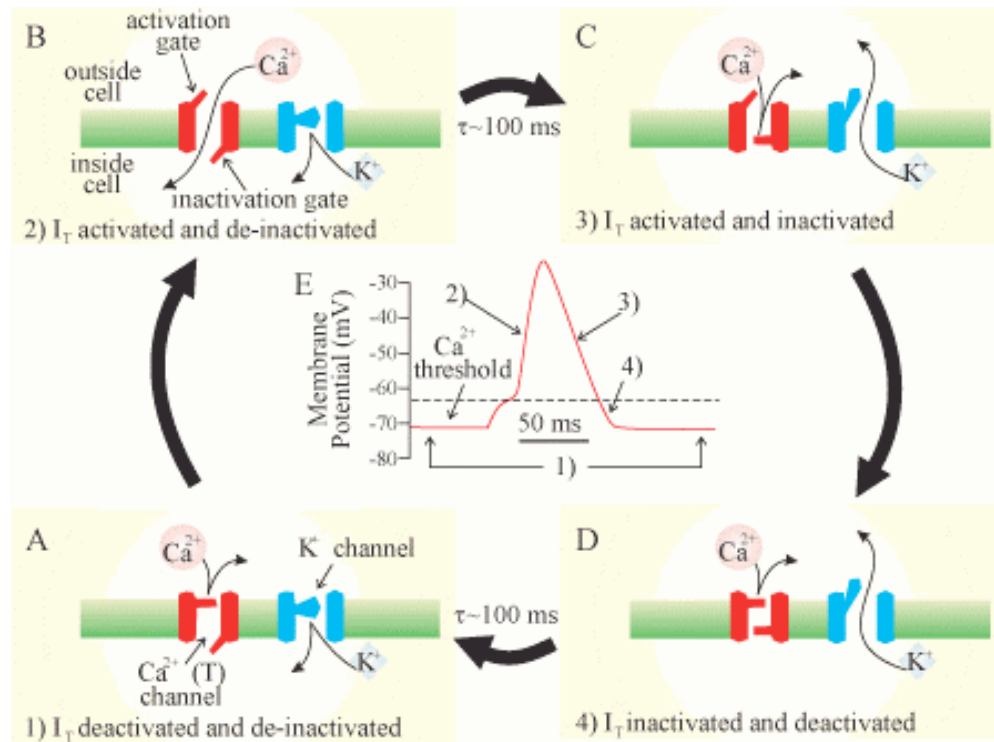 B
activation
gate
outside
cell
Ca2+
inside
cell
K+
inactivation gate
2) IT activated and de-inactivated
τ~100 ms
C
Ca2+
K+
3) IT activated and inactivated
E
Membrane
Potential (mV)
-30
-40
-50
-60
-70
-80
2)
3)
4)
Ca2+
threshold
50 ms
1)
A
Ca2+
K+ channel
K+
Ca2+ (T)
channel
1) IT deactivated and de-inactivated
τ~100 ms
D
Ca2+
K+
4) IT inactivated and deactivated